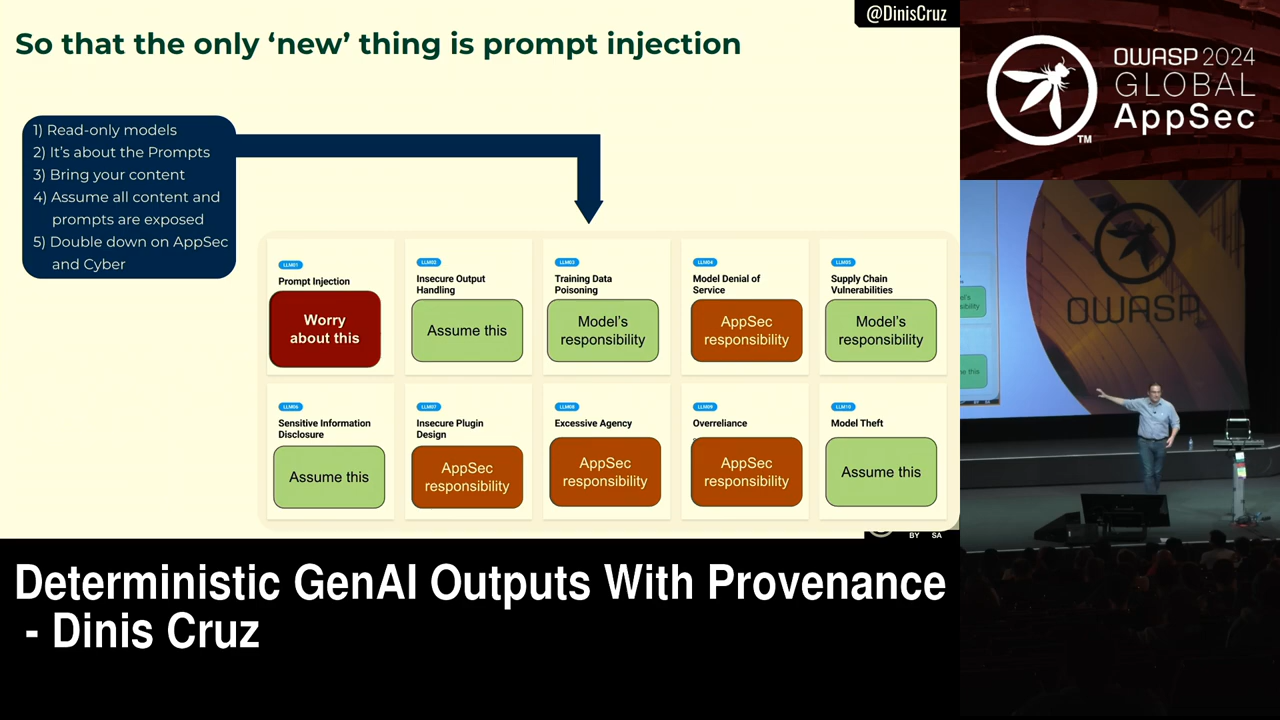 @DinisCruz
So that the only ‘new’ thing is prompt injection
1) Read-only models
2) It’s about the Prompts
3) Bring your content
4) Assume all content and
prompts are exposed
5) Double down on AppSec
and Cyber
LLM01
Prompt Injection
Worry
about this
LLM02
Insecure Output
Handling
Assume this
LLM03
Training Data
Poisoning
Model’s
responsibility
LLM04
Model Denial of
Service
AppSec
responsibility
LLM05
Supply Chain
Vulnerabilities
Model’s
responsibility
LLM06
Sensitive Information
Disclosure
Assume this
LLM07
Insecure Plugin
Design
AppSec
responsibility
LLM08
Excessive Agency
AppSec
responsibility
LLM09
Overreliance
AppSec
responsibility
LLM10
Model Theft
Assume this
BY SA
Deterministic GenAI Outputs With Provenance
- Dinis Cruz
OWASP 2024
GLOBAL
AppSec
TM
OWASP